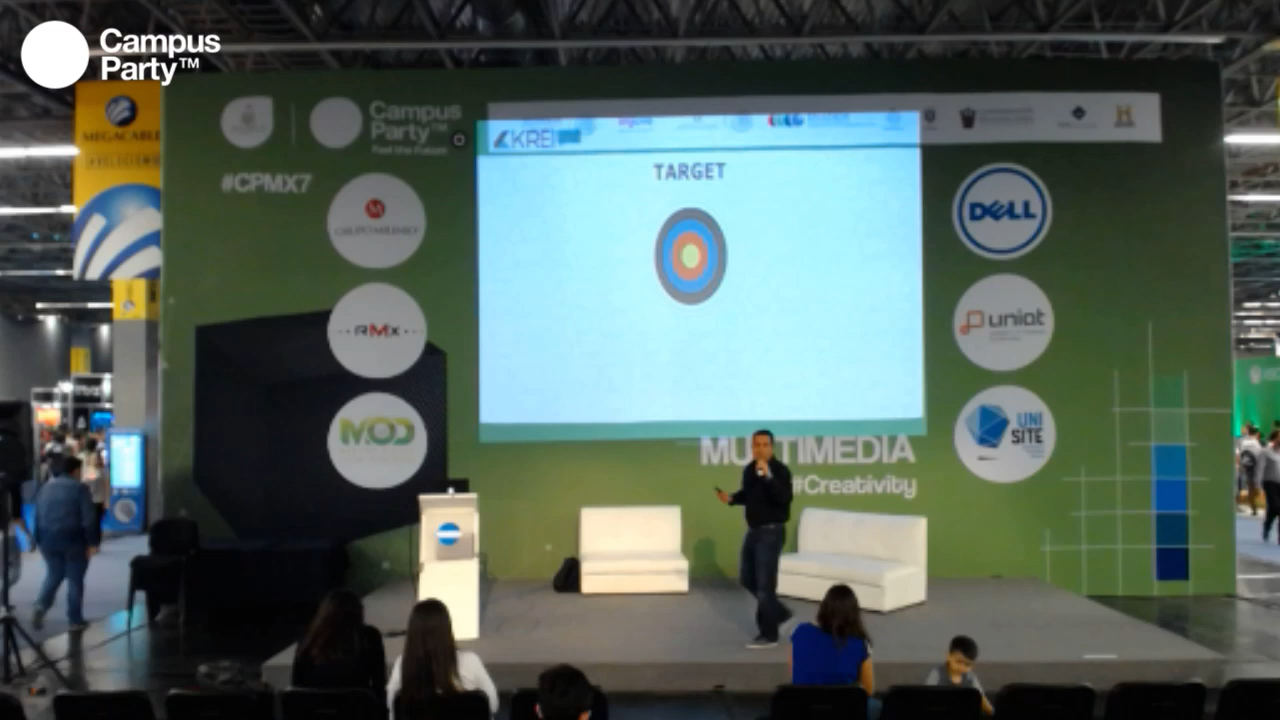 Campus
Party™
MEGACABLE
Campus
Party™
Feel the Future
#CPMX7
KREI
TARGET
GRUPO MILENIO
RMX
MOD
DELL
uniat
UNI
SITE
MULTIMEDIA
#Creativity